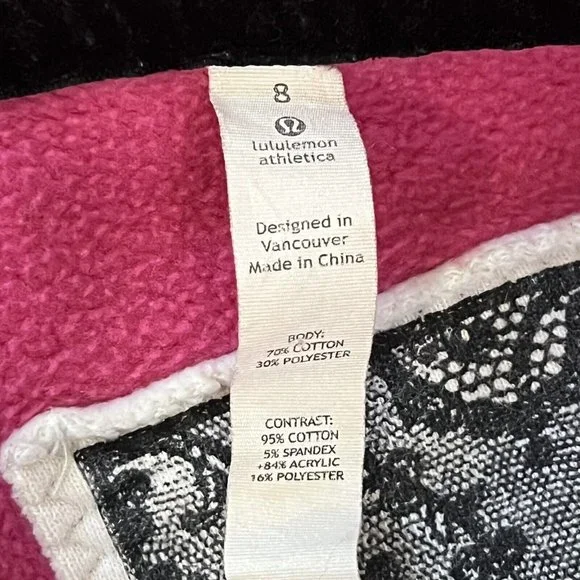 8
lululemon
athletica
Designed in
Vancouver
Made in China
BODY:
70% COTTON
30% POLYESTER
CONTRAST:
95% COTTON
5% SPANDEX
+84% ACRYLIC
16% POLYESTER